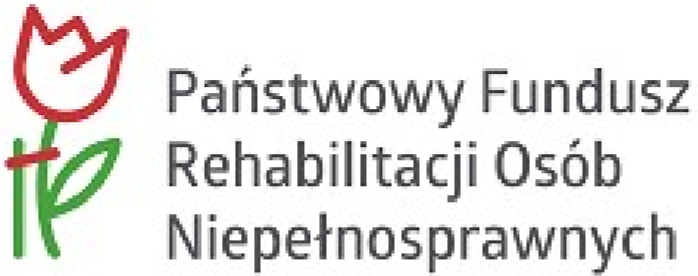 Państwowy Fundusz
Rehabilitacji Osób
Niepełnosprawnych